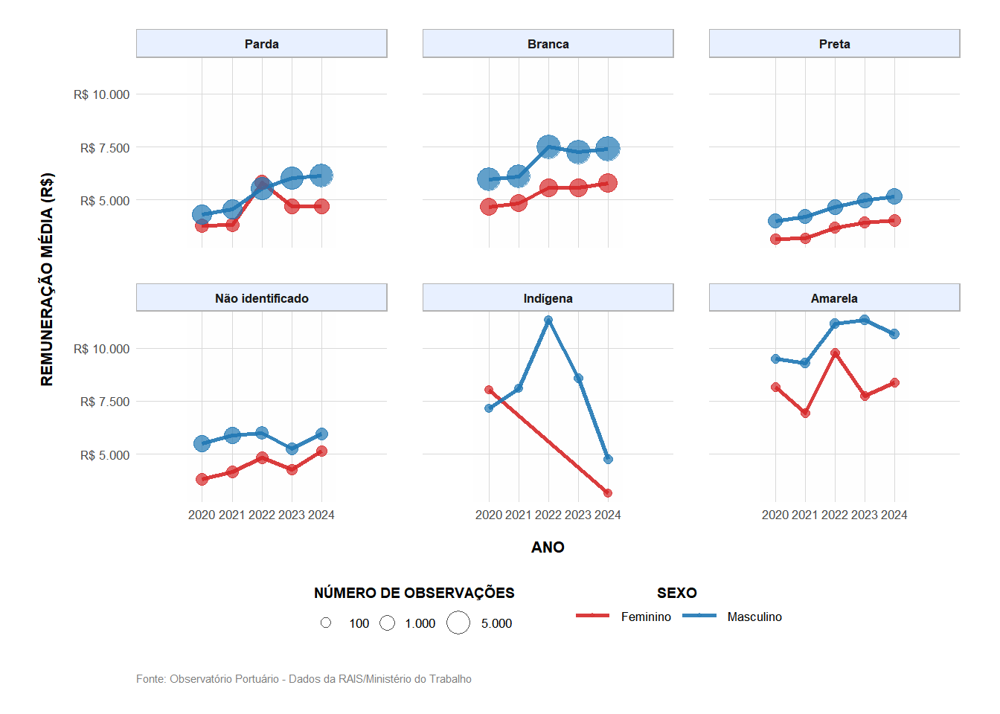 Parda
Branca
Preta
R$ 10.000
R$ 7.500
R$ 5.000
REMUNERAÇÃO MÉDIA (R$)
Não identificado
Indígena
Amarela
R$ 10.000
R$ 7.500
R$ 5.000
2020 2021 2022 2023 2024
2020 2021 2022 2023 2024
2020 2021 2022 2023 2024
ANO
NÚMERO DE OBSERVAÇÕES
100 1.000 5.000
SEXO
Feminino Masculino
Fonte: Observatório Portuário - Dados da RAIS/Ministério do Trabalho